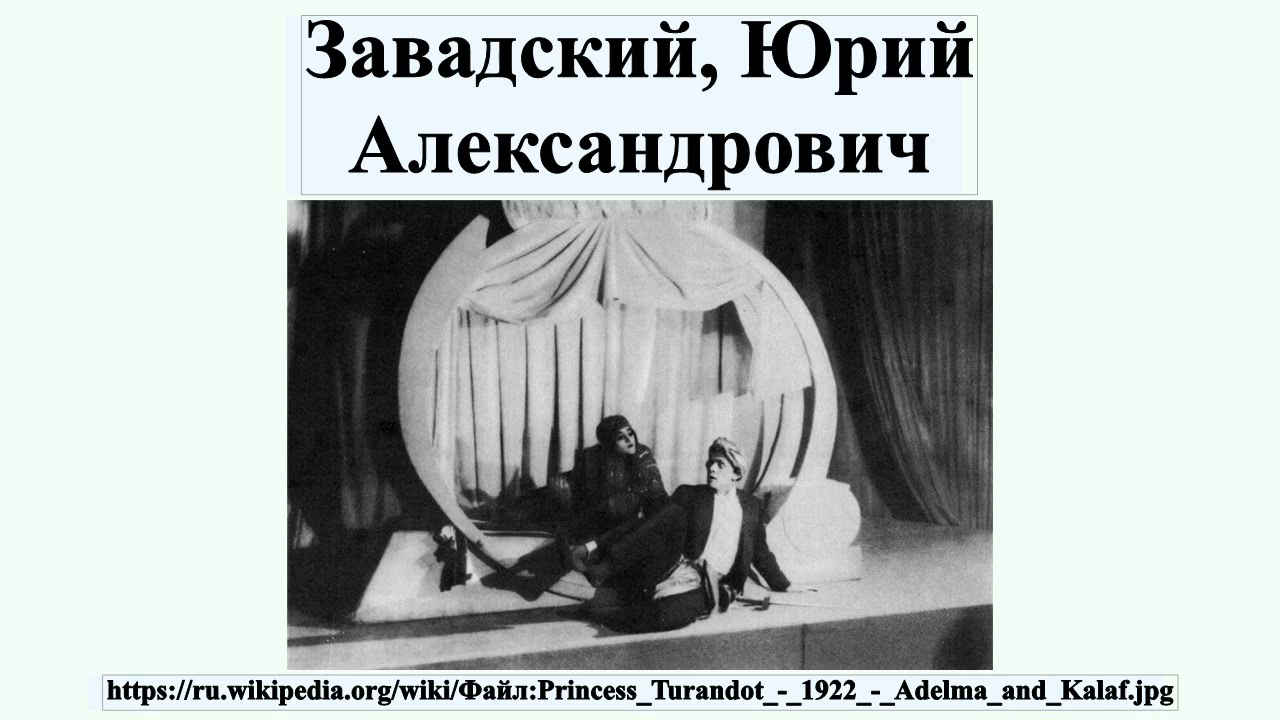 Завадский, Юрий
Александрович
https://ru.wikipedia.org/wiki/Файл:Princess_Turandot_-_1922_-_Adelma_and_Kalaf.jpg